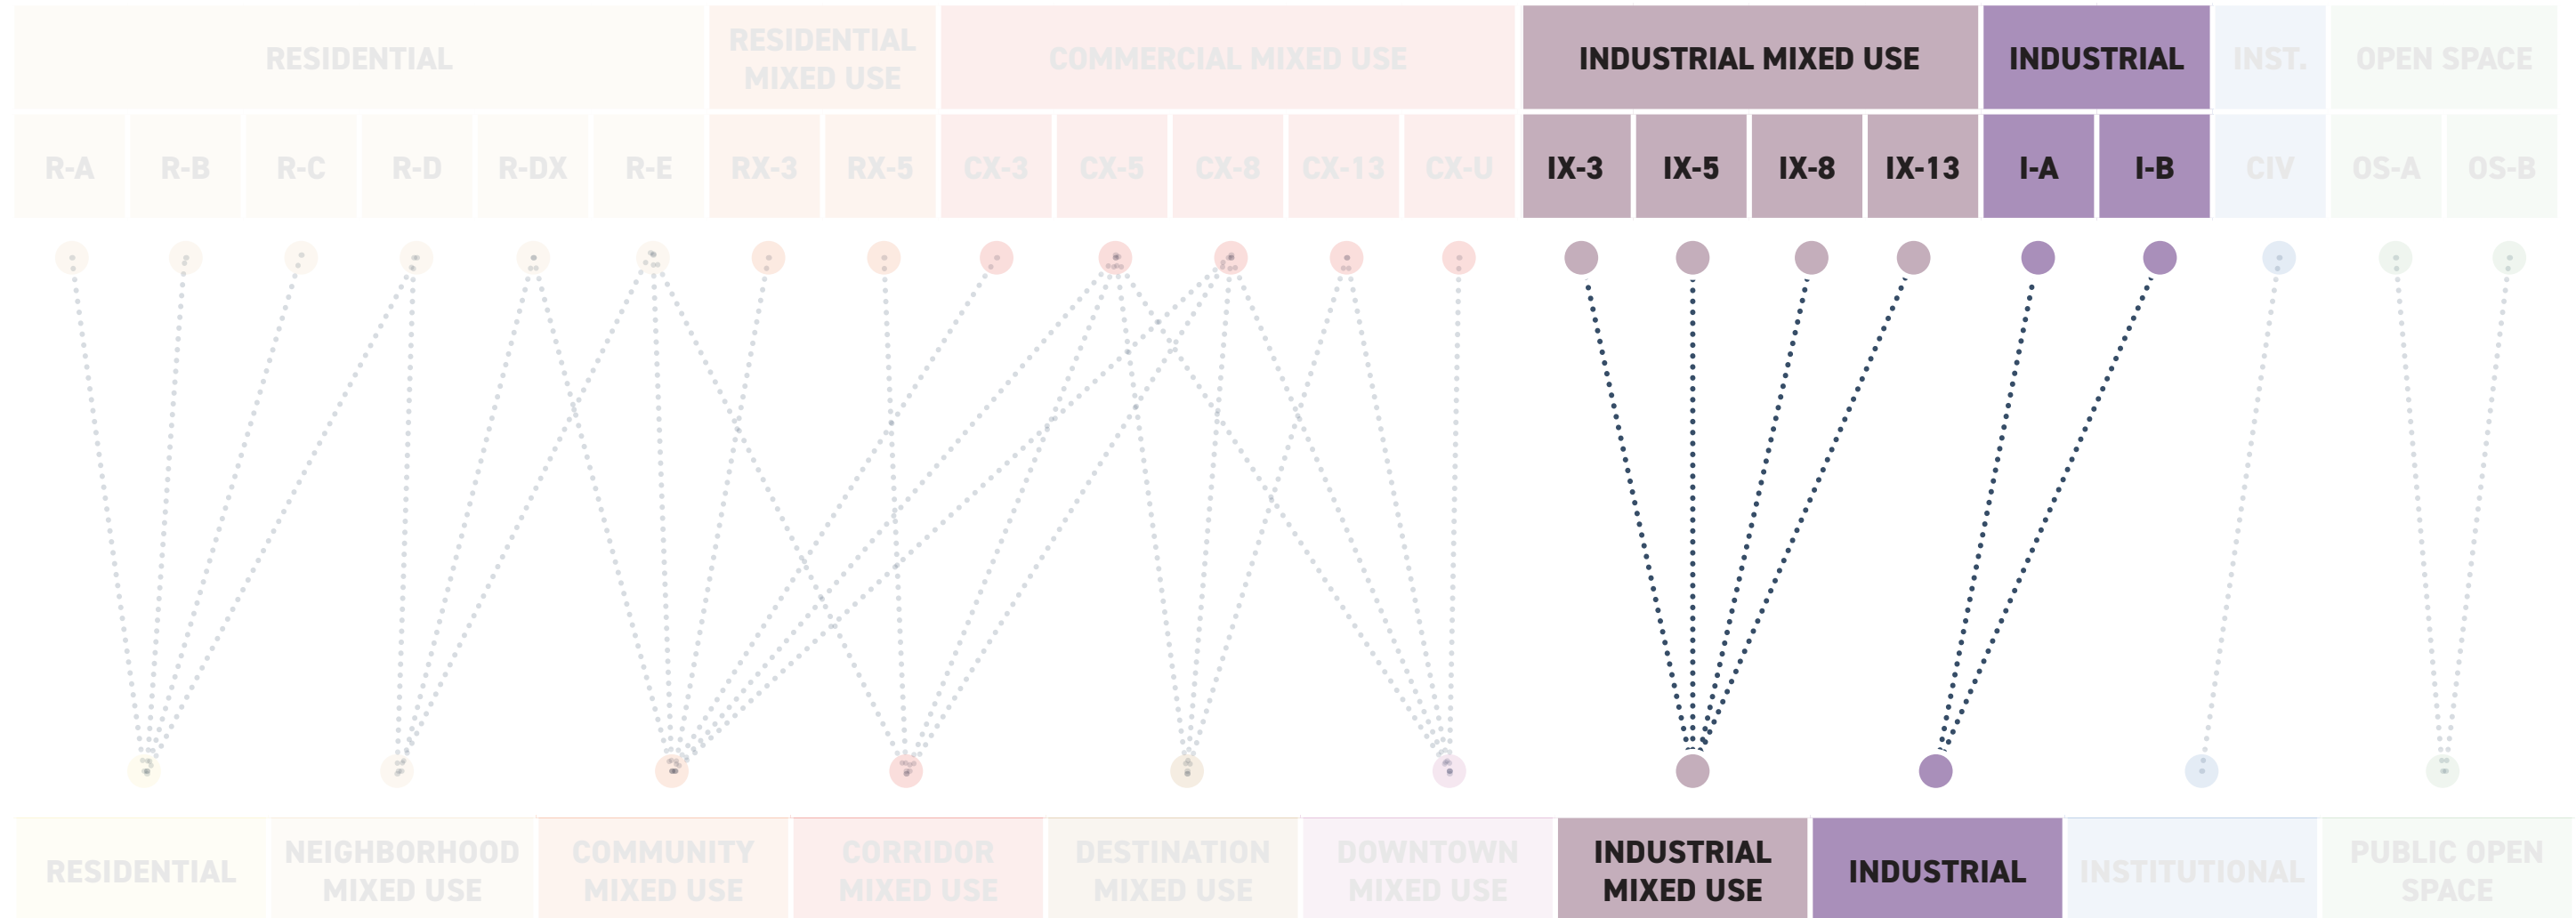 RESIDENTIAL
RESIDENTIAL
MIXED USE
COMMERCIAL MIXED USE
INDUSTRIAL MIXED USE
INDUSTRIAL
INST.
OPEN SPACE
R-A
R-B
R-C
R-D
R-DX
R-E
RX-3
RX-5
CX-3
CX-5
CX-8
CX-13
CX-U
IX-3
IX-5
IX-8
IX-13
I-A
I-B
CIV
OS-A
OS-B
RESIDENTIAL
NEIGHBORHOOD
MIXED USE
COMMUNITY
MIXED USE
CORRIDOR
MIXED USE
DESTINATION
MIXED USE
DOWNTOWN
MIXED USE
INDUSTRIAL
MIXED USE
INDUSTRIAL
INSTITUTIONAL
PUBLIC OPEN
SPACE